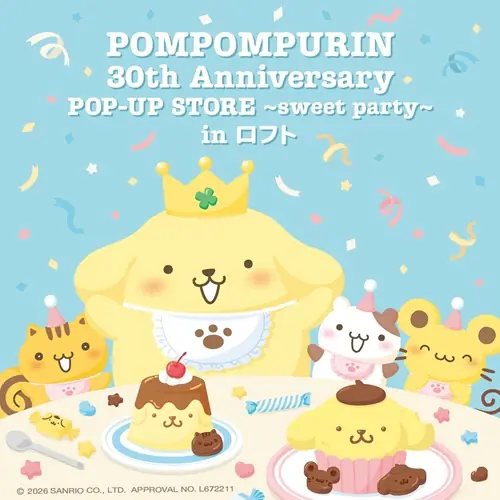 POMPOMPURIN
30th Anniversary
POP-UP STORE ~sweet party~
in ロフト
© 2026 SANRIO CO., LTD. APPROVAL NO. L672211